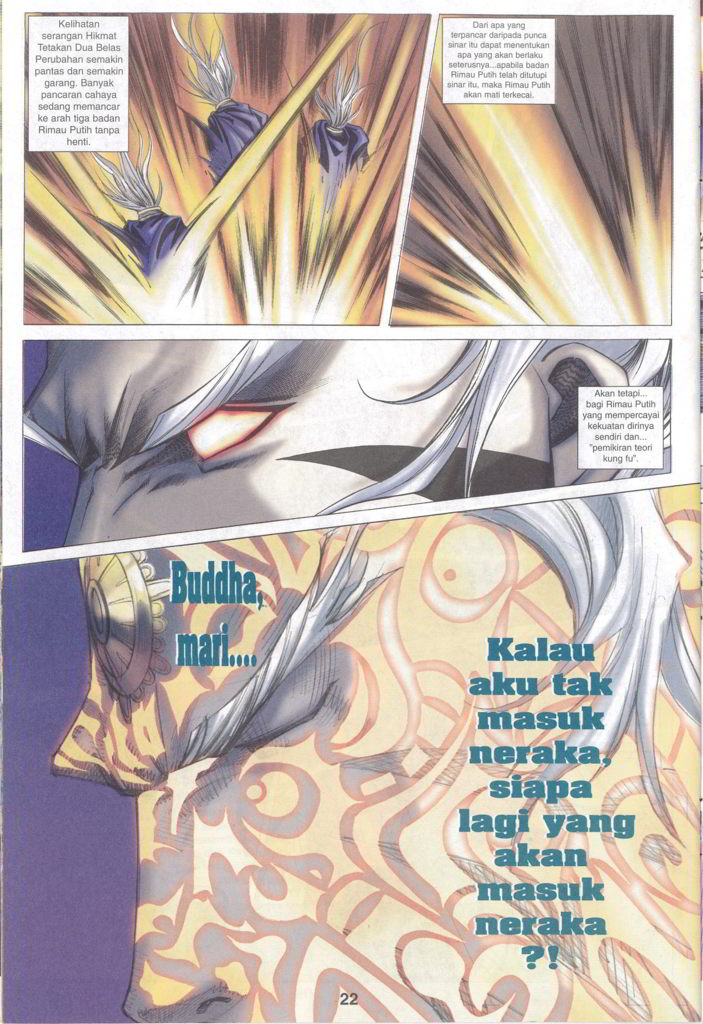 Kelihatan
serangan Hikmat
Tetakan Dua Belas
Perubahan semakin
pantas dan semakin
garang. Banyak
pancaran cahaya
sedang memancar
ke arah tiga badan
Rimau Putih tanpa
henti.
Dari apa yang
terpancar daripada punca
sinar itu dapat menentukan
apa yang akan berlaku
seterusnya...apabila badan
Rimau Putih telah ditutupi
sinar itu, maka Rimau Putih
akan mati terkecai.
Akan tetapi...
bagi Rimau Putih
yang mempercayai
kekuatan dirinya
sendiri dan...
"pemikiran teori
kung fu".
Buddha,
mari....
Kalau
aku tak
masuk
neraka,
siapa
lagi yang
akan
masuk
neraka
?!
22